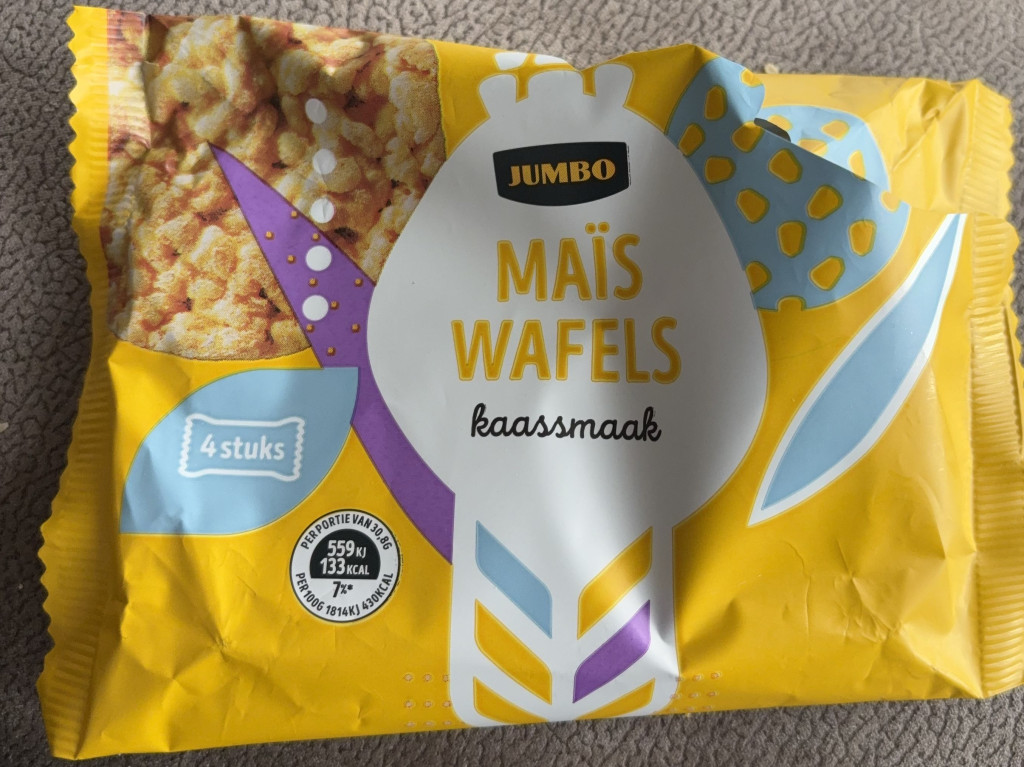 JUMBO
MAÏS
WAFELS
kaassmaak
4 stuks
PER PORTIE VAN 30,8G
559 KJ
133 KCAL
7%*
PER 100G 1814KJ 430KCAL